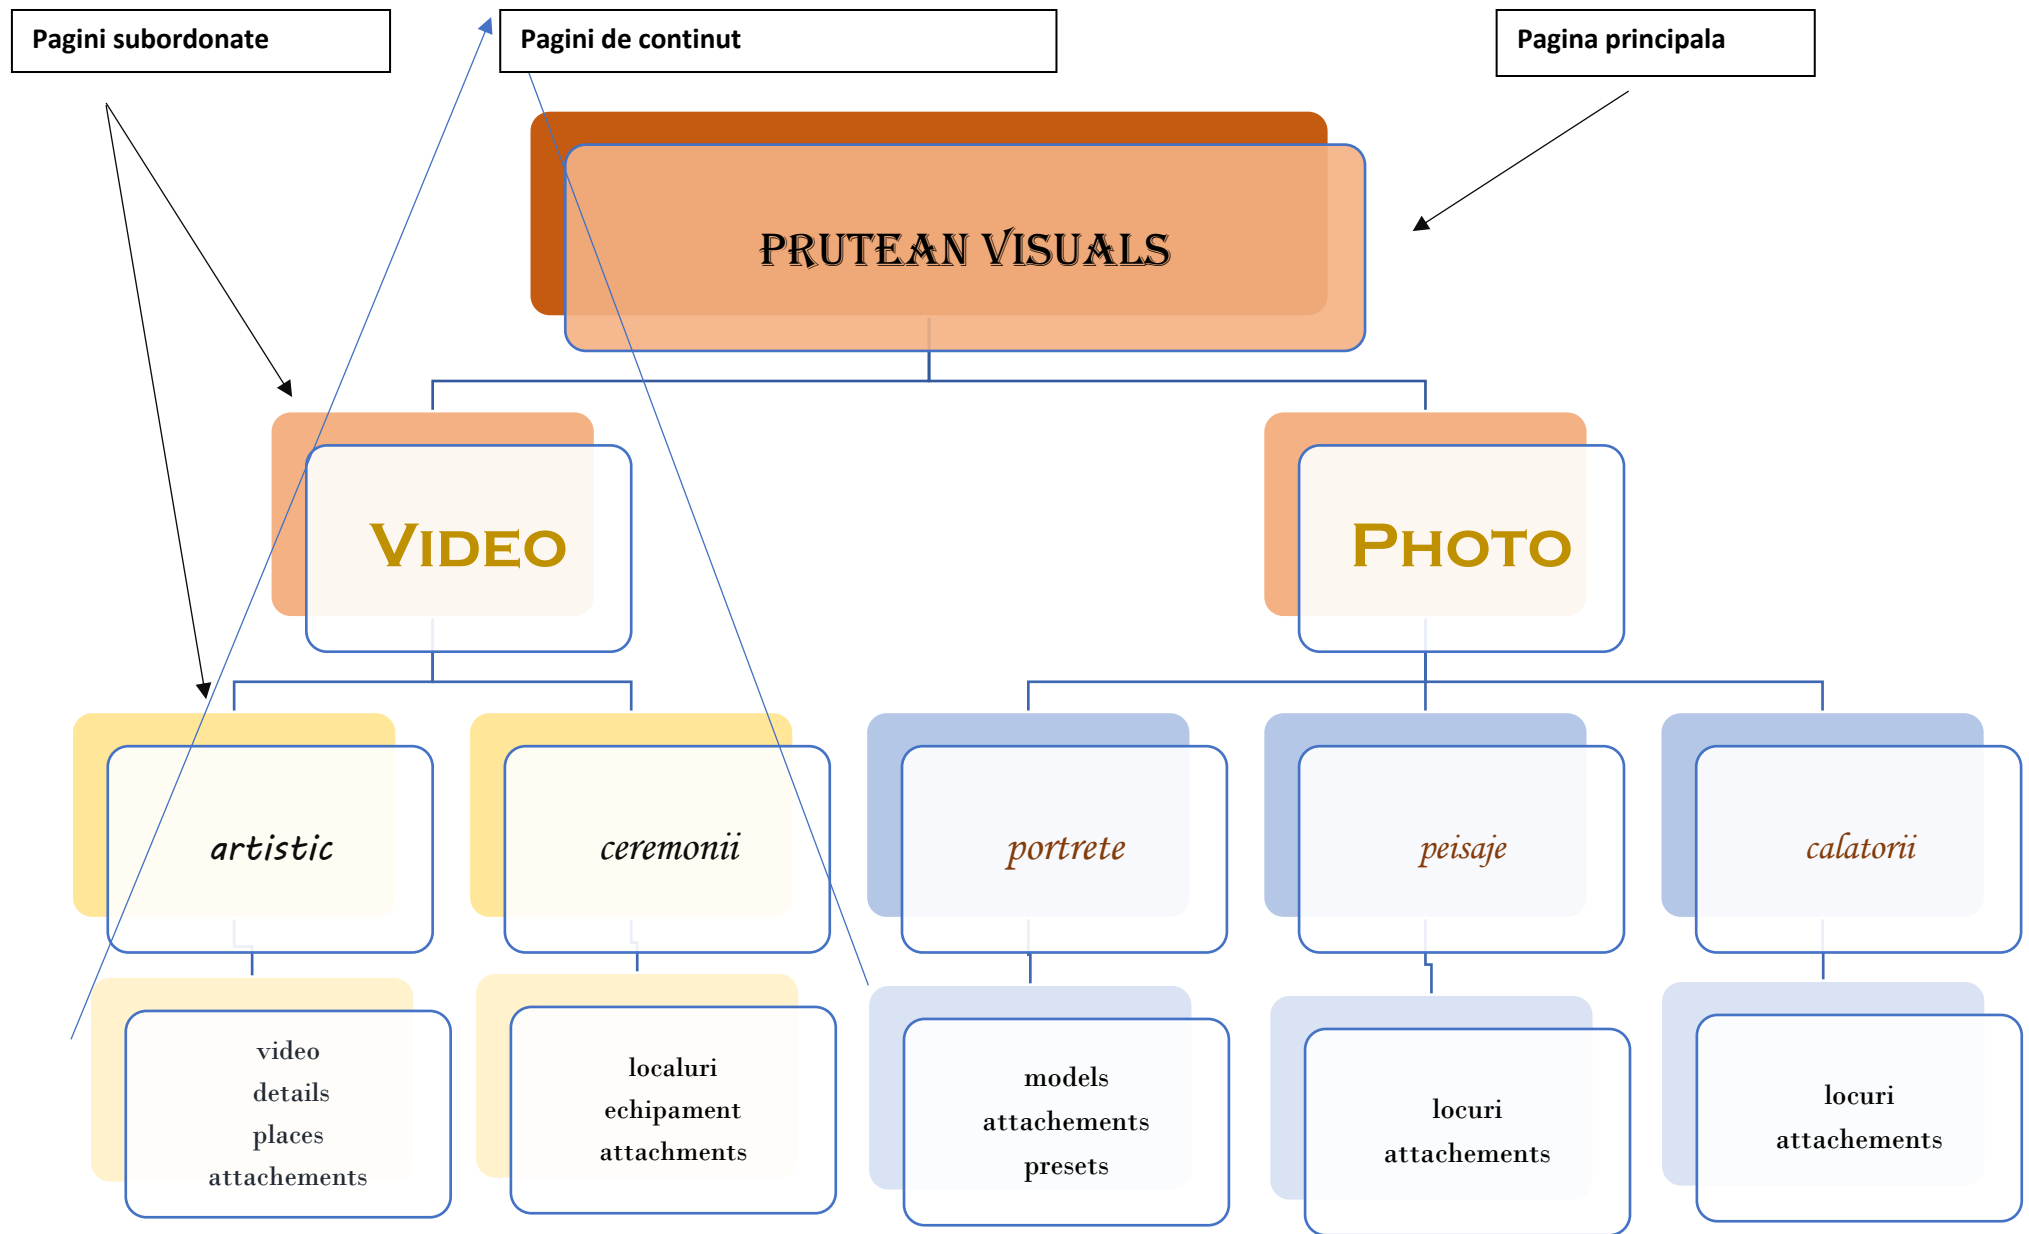 Pagini subordonate
Pagini de continut
Pagina principala
PRUTEAN VISUALS
VIDEO
PHOTO
artistic
ceremonii
portrete
peisaje
calatorii
video
details
places
attachements
localuri
echipament
attachments
models
attachements
presets
locuri
attachements
locuri
attachements